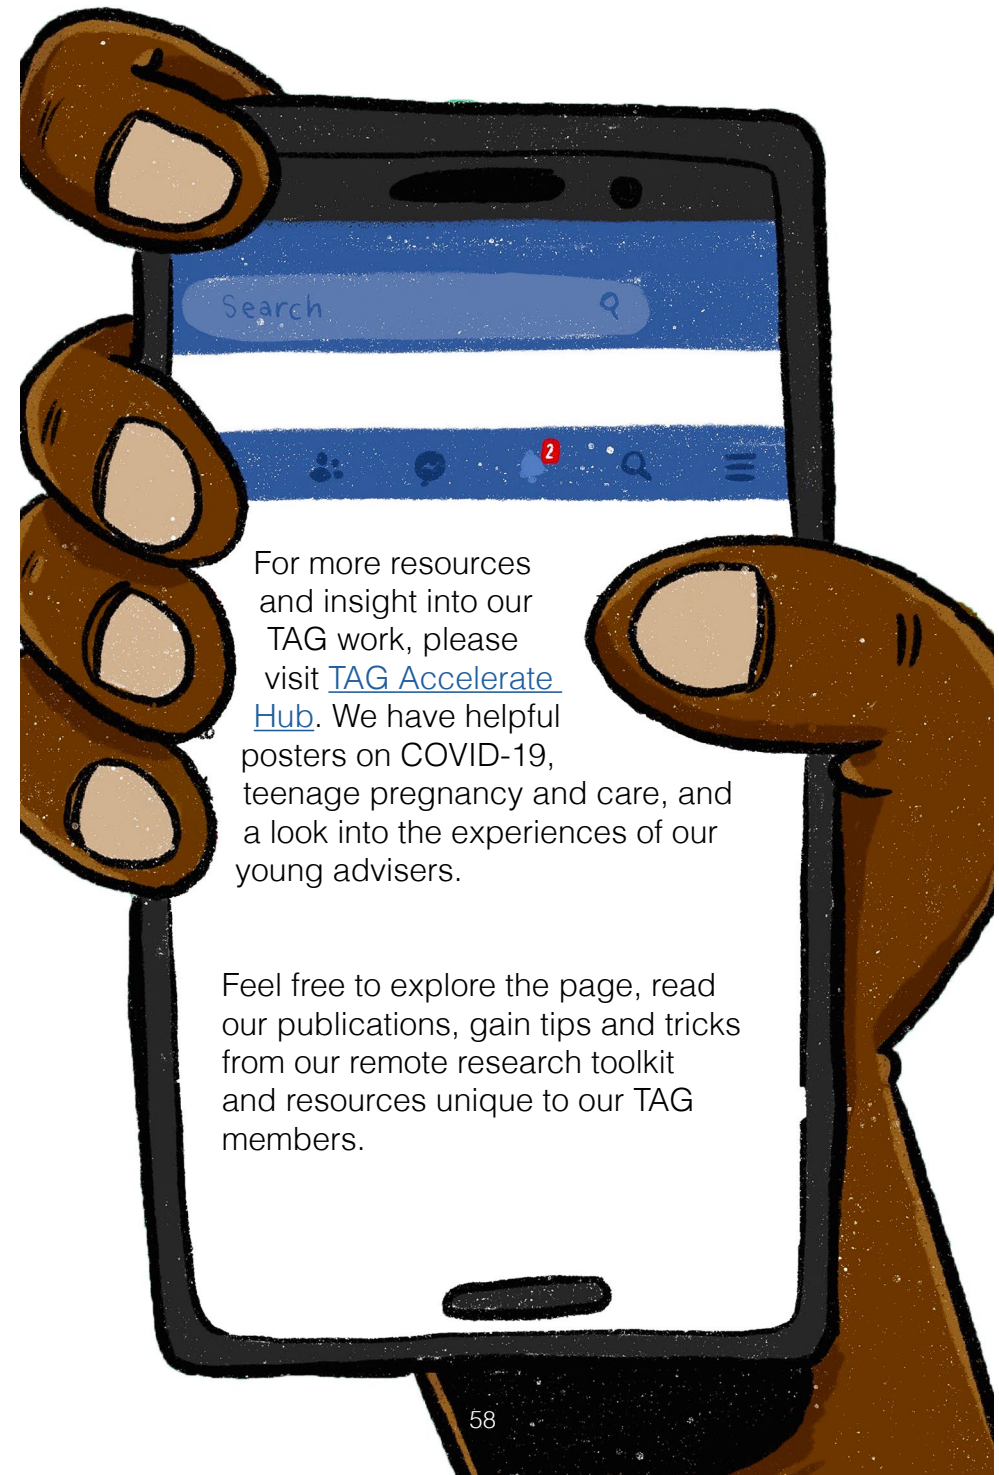 Search
2
For more resources
and insight into our
TAG work, please
visit TAG Accelerate
Hub. We have helpful
posters on COVID-19,
teenage pregnancy and care, and
a look into the experiences of our
young advisers.
Feel free to explore the page, read
our publications, gain tips and tricks
from our remote research toolkit
and resources unique to our TAG
members.
58